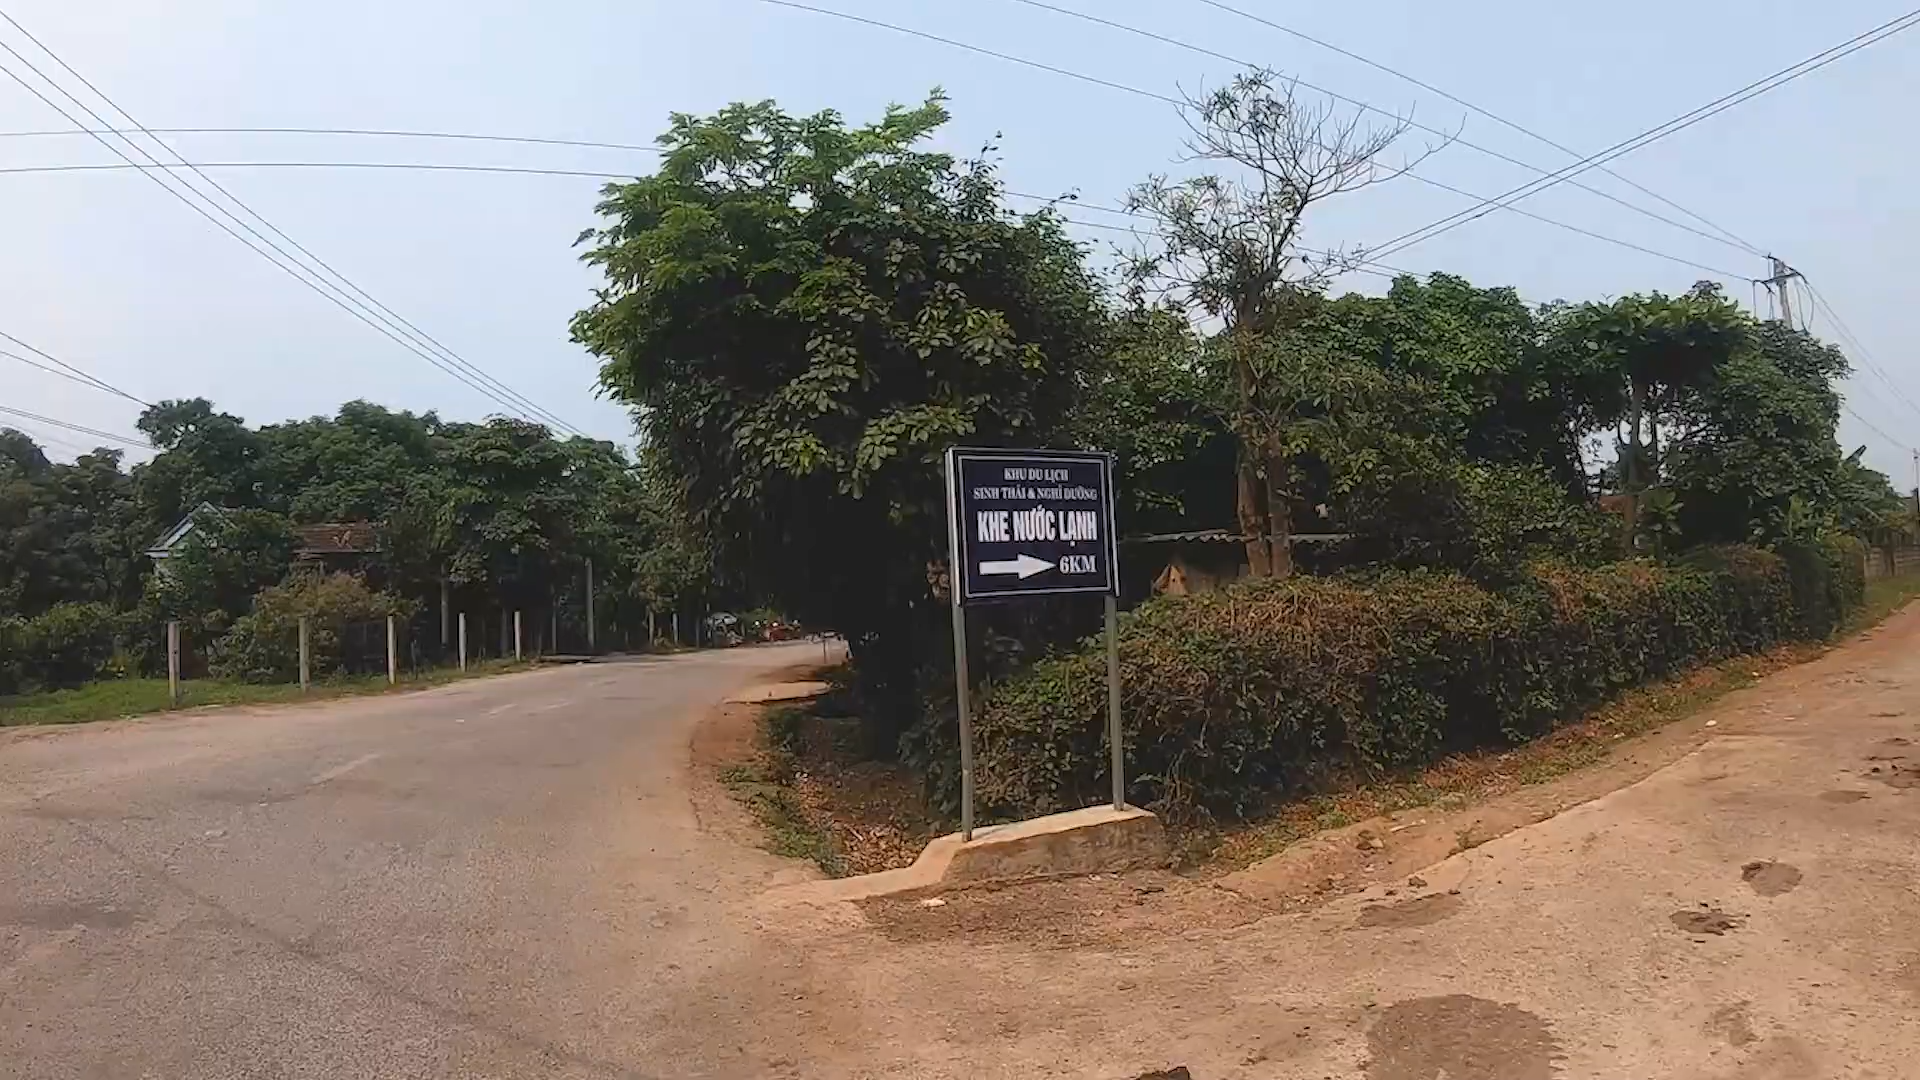 KHU DU LỊCH
SINH THÁI & NGHỈ DƯỠNG
KHE NƯỚC LẠNH
6KM